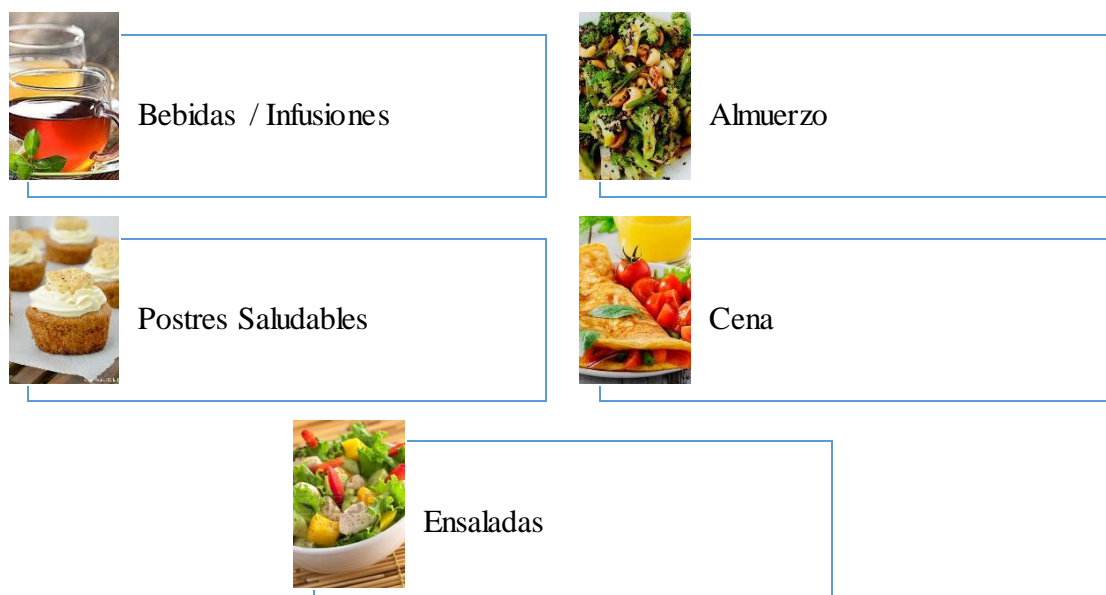 Bebidas / Infusiones
Almuerzo
Postres Saludables
Cena
Ensaladas